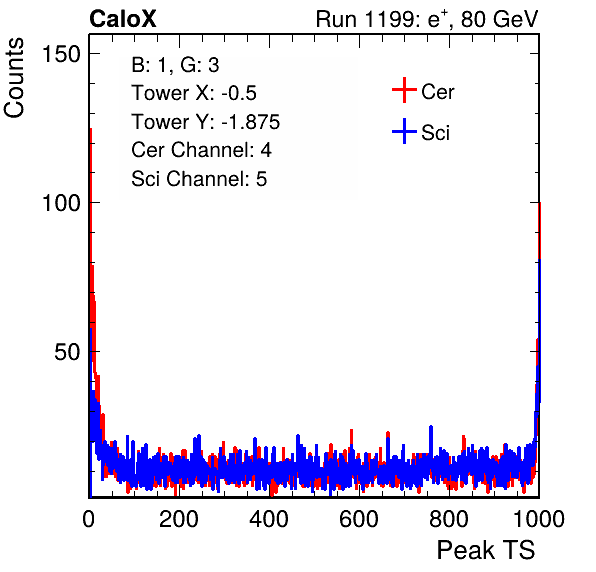 CaloX Run 1199: e⁺, 80 GeV
Counts
150
100
50
B: 1, G: 3
Tower X: -0.5
Tower Y: -1.875
Cer Channel: 4
Sci Channel: 5
Cer
Sci
0 200 400 600 800 1000
Peak TS